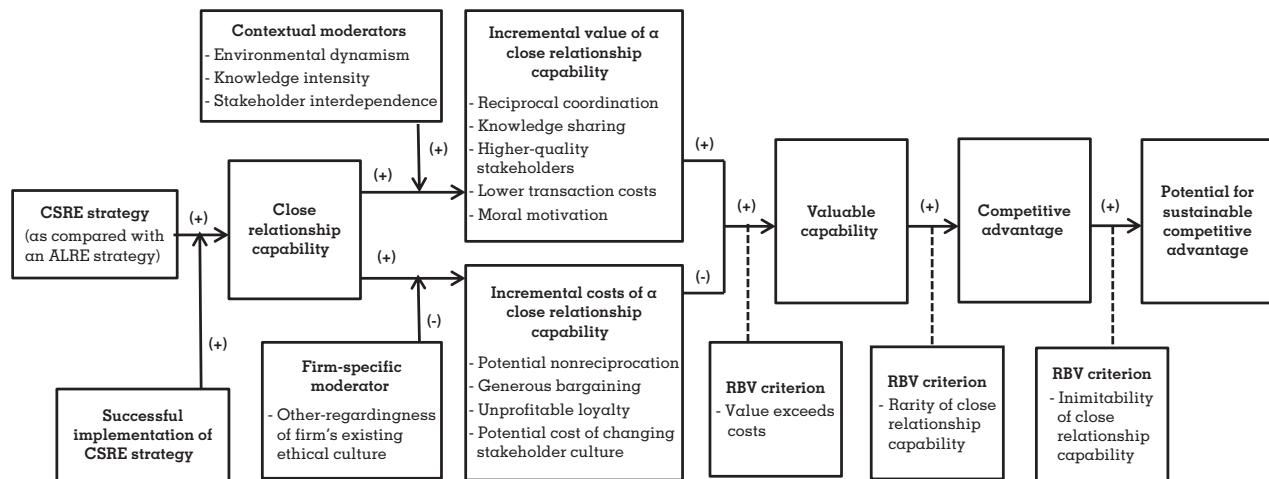 Contextual moderators
- Environmental dynamism
- Knowledge intensity
- Stakeholder interdependence
Incremental value of a
close relationship
capability
- Reciprocal coordination
- Knowledge sharing
- Higher-quality
stakeholders
- Lower transaction costs
- Moral motivation
(+)
(+)
(+)
CSRE strategy
(as compared with
an ALRE strategy)
(+)
Close
relationship
capability
(+)
(+)
Valuable
capability
(+)
Competitive
advantage
(+)
Potential for
sustainable
competitive
advantage
(-)
Incremental costs of a
close relationship
capability
- Potential nonreciprocation
- Generous bargaining
- Unprofitable loyalty
- Potential cost of changing
stakeholder culture
(+)
(-)
Successful
implementation of
CSRE strategy
Firm-specific
moderator
- Other-regardingness
of firm's existing
ethical culture
RBV criterion
- Value exceeds
costs
RBV criterion
- Rarity of close
relationship
capability
RBV criterion
- Inimitability
of close
relationship
capability